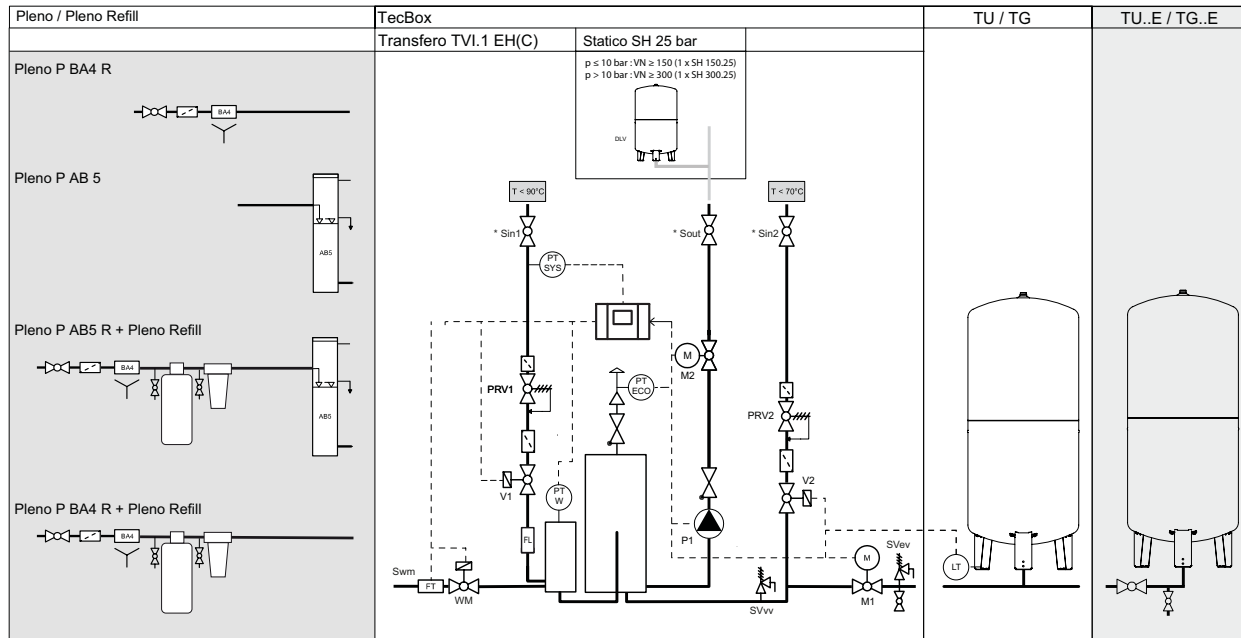 Pleno / Pleno Refill
TecBox
TU / TG
TU..E / TG..E
Transfero TVI.1 EH(C)
Statico SH 25 bar
p ≤ 10 bar : VN ≥ 150 (1 x SH 150.25)
p > 10 bar : VN ≥ 300 (1 x SH 300.25)
DLV
Pleno P BA4 R
BA4
Pleno P AB 5
AB5
Pleno P AB5 R + Pleno Refill
BA4
AB5
Pleno P BA4 R + Pleno Refill
BA4
T < 90°C
T < 70°C
* Sin1
* Sout
* Sin2
PT
SYS
M
M2
PRV1
PT
ECO
PRV2
V1
PT
W
V2
P1
FL
Swm
FT
WM
SVvv
M
M1
SVev
LT